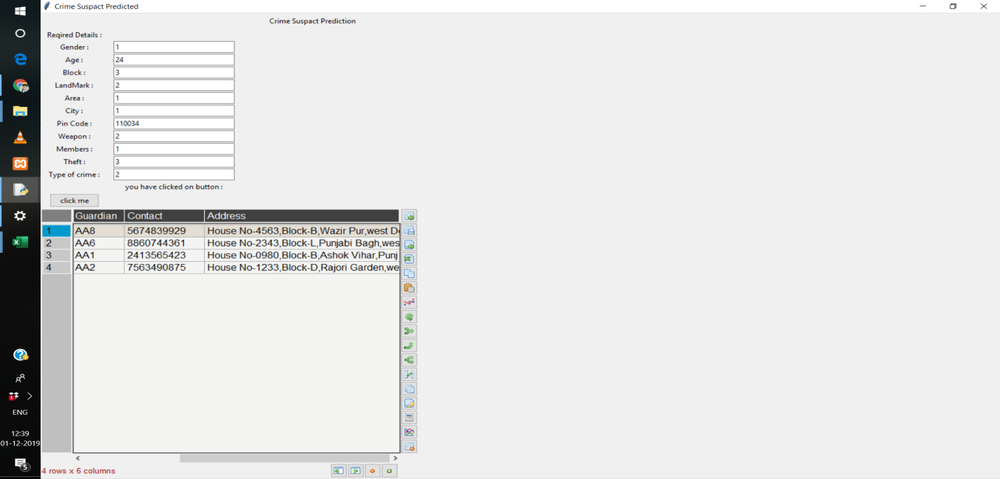 Crime Suspact Predicted
Crime Suspact Prediction
Reqired Details :
Gender : 1
Age : 24
Block : 3
LandMark : 2
Area : 1
City : 1
Pin Code : 110034
Weapon : 2
Members : 1
Theft : 3
Type of crime : 2
you have clicked on button :
click me
Guardian Contact Address
1 AA8 5674839929 House No-4563,Block-B,Wazir Pur,west D
2 AA6 8860744361 House No-2343,Block-L,Punjabi Bagh,wes
3 AA1 2413565423 House No-0980,Block-B,Ashok Vihar,Punj
4 AA2 7563490875 House No-1233,Block-D,Rajori Garden,we
4 rows x 6 columns
1
ENG
12:39
01-12-2019
5